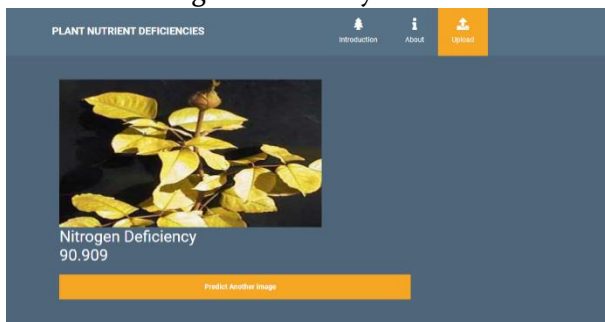 PLANT NUTRIENT DEFICIENCIES
Introduction
About
Upload
Nitrogen Deficiency
90.909
Predict Another Image